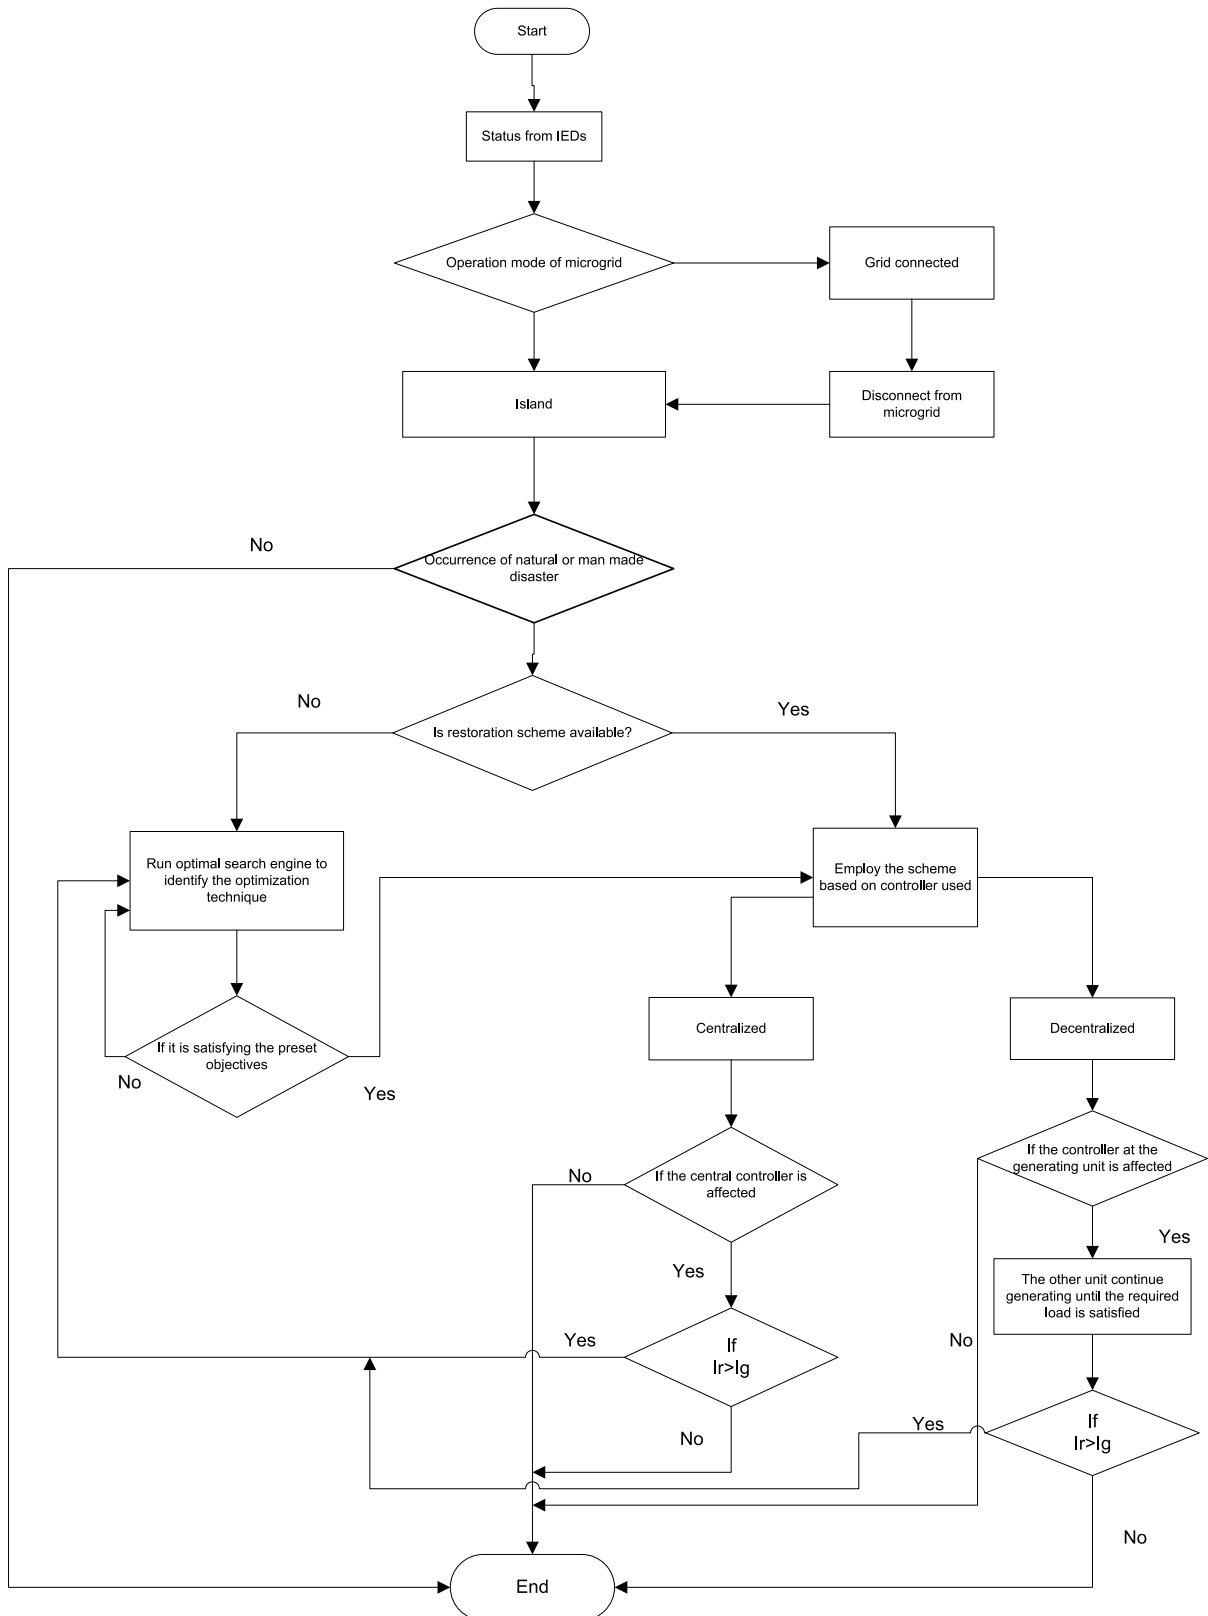 Start
Status from IEDs
Operation mode of microgrid
Grid connected
Island
Disconnect from
microgrid
No
Occurrence of natural or man made
disaster
No
Yes
Is restoration scheme available?
Run optimal search engine to
identify the optimization
technique
Employ the scheme
based on controller used
Centralized
Decentralized
If it is satisfying the preset
objectives
No
Yes
If the controller at the
generating unit is affected
No
If the central controller is
affected
Yes
Yes
The other unit continue
generating until the required
load is satisfied
Yes
If
Ir>Ig
No
No
Yes
If
Ir>Ig
No
End